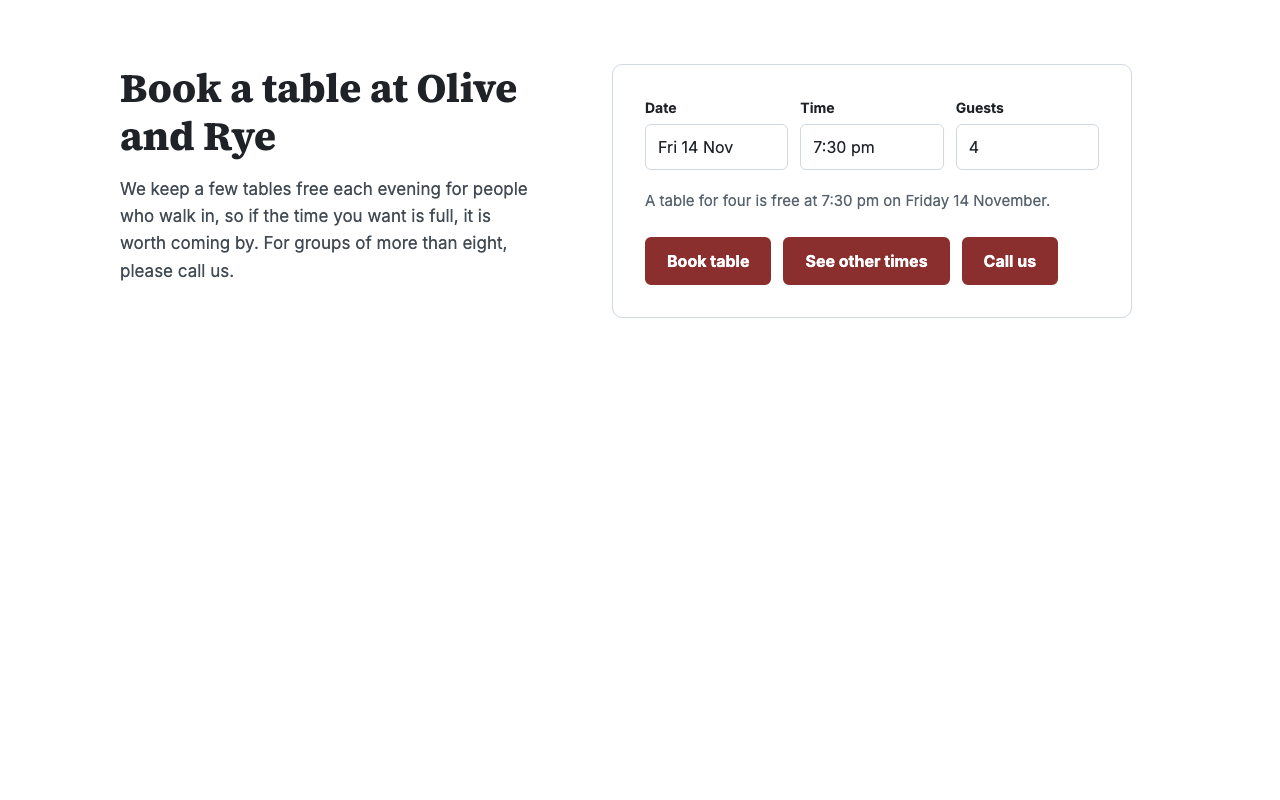 Book a table at Olive
and Rye
We keep a few tables free each evening for people
who walk in, so if the time you want is full, it is
worth coming by. For groups of more than eight,
please call us.
Date
Time
Guests
Fri 14 Nov
7:30 pm
4
A table for four is free at 7:30 pm on Friday 14 November.
Book table
See other times
Call us